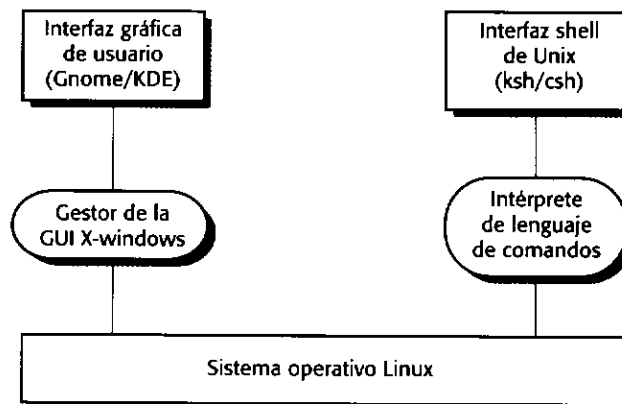 Interfaz gráfica
de usuario
(Gnome/KDE)
Interfaz shell
de Unix
(ksh/csh)
Gestor de la
GUI X-windows
Intérprete
de lenguaje
de comandos
Sistema operativo Linux